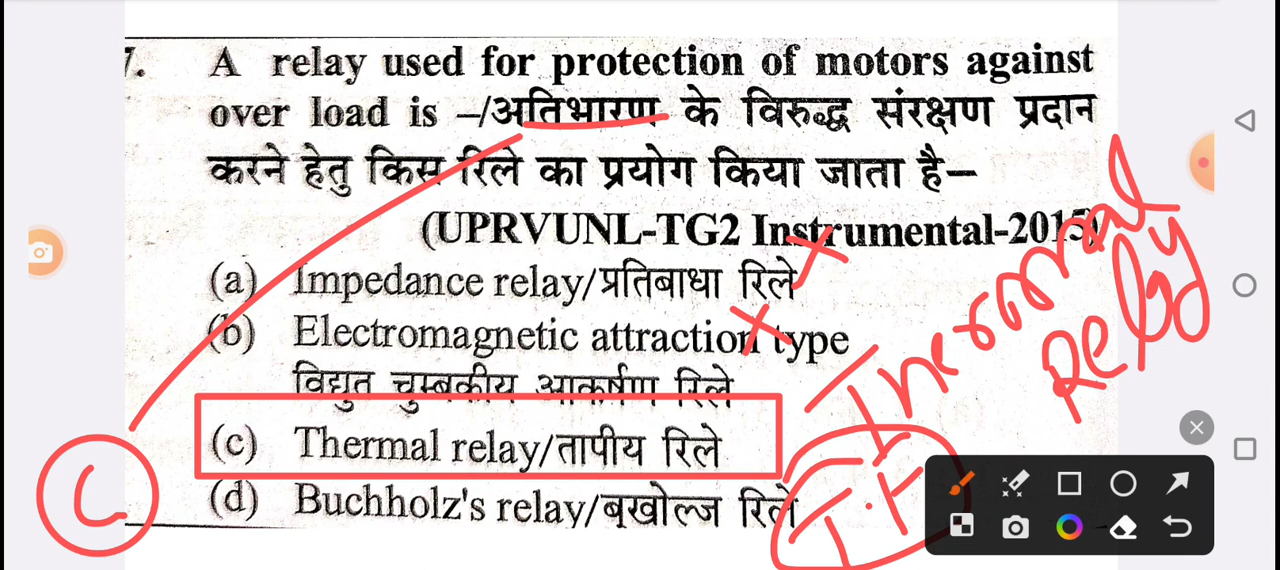 7. A relay used for protection of motors against
over load is –/अतिभारण के विरुद्ध संरक्षण प्रदान
करने हेतु किस रिले का प्रयोग किया जाता है–
(UPRVUNL-TG2 Instrumental-2015)
(a) Impedance relay/प्रतिबाधा रिले
(b) Electromagnetic attraction type
विद्युत चुम्बकीय आकर्षण रिले
(c) Thermal relay/तापीय रिले
(d) Buchholz's relay/बुखोल्ज रिले
Thermal
Relay
C
T.F